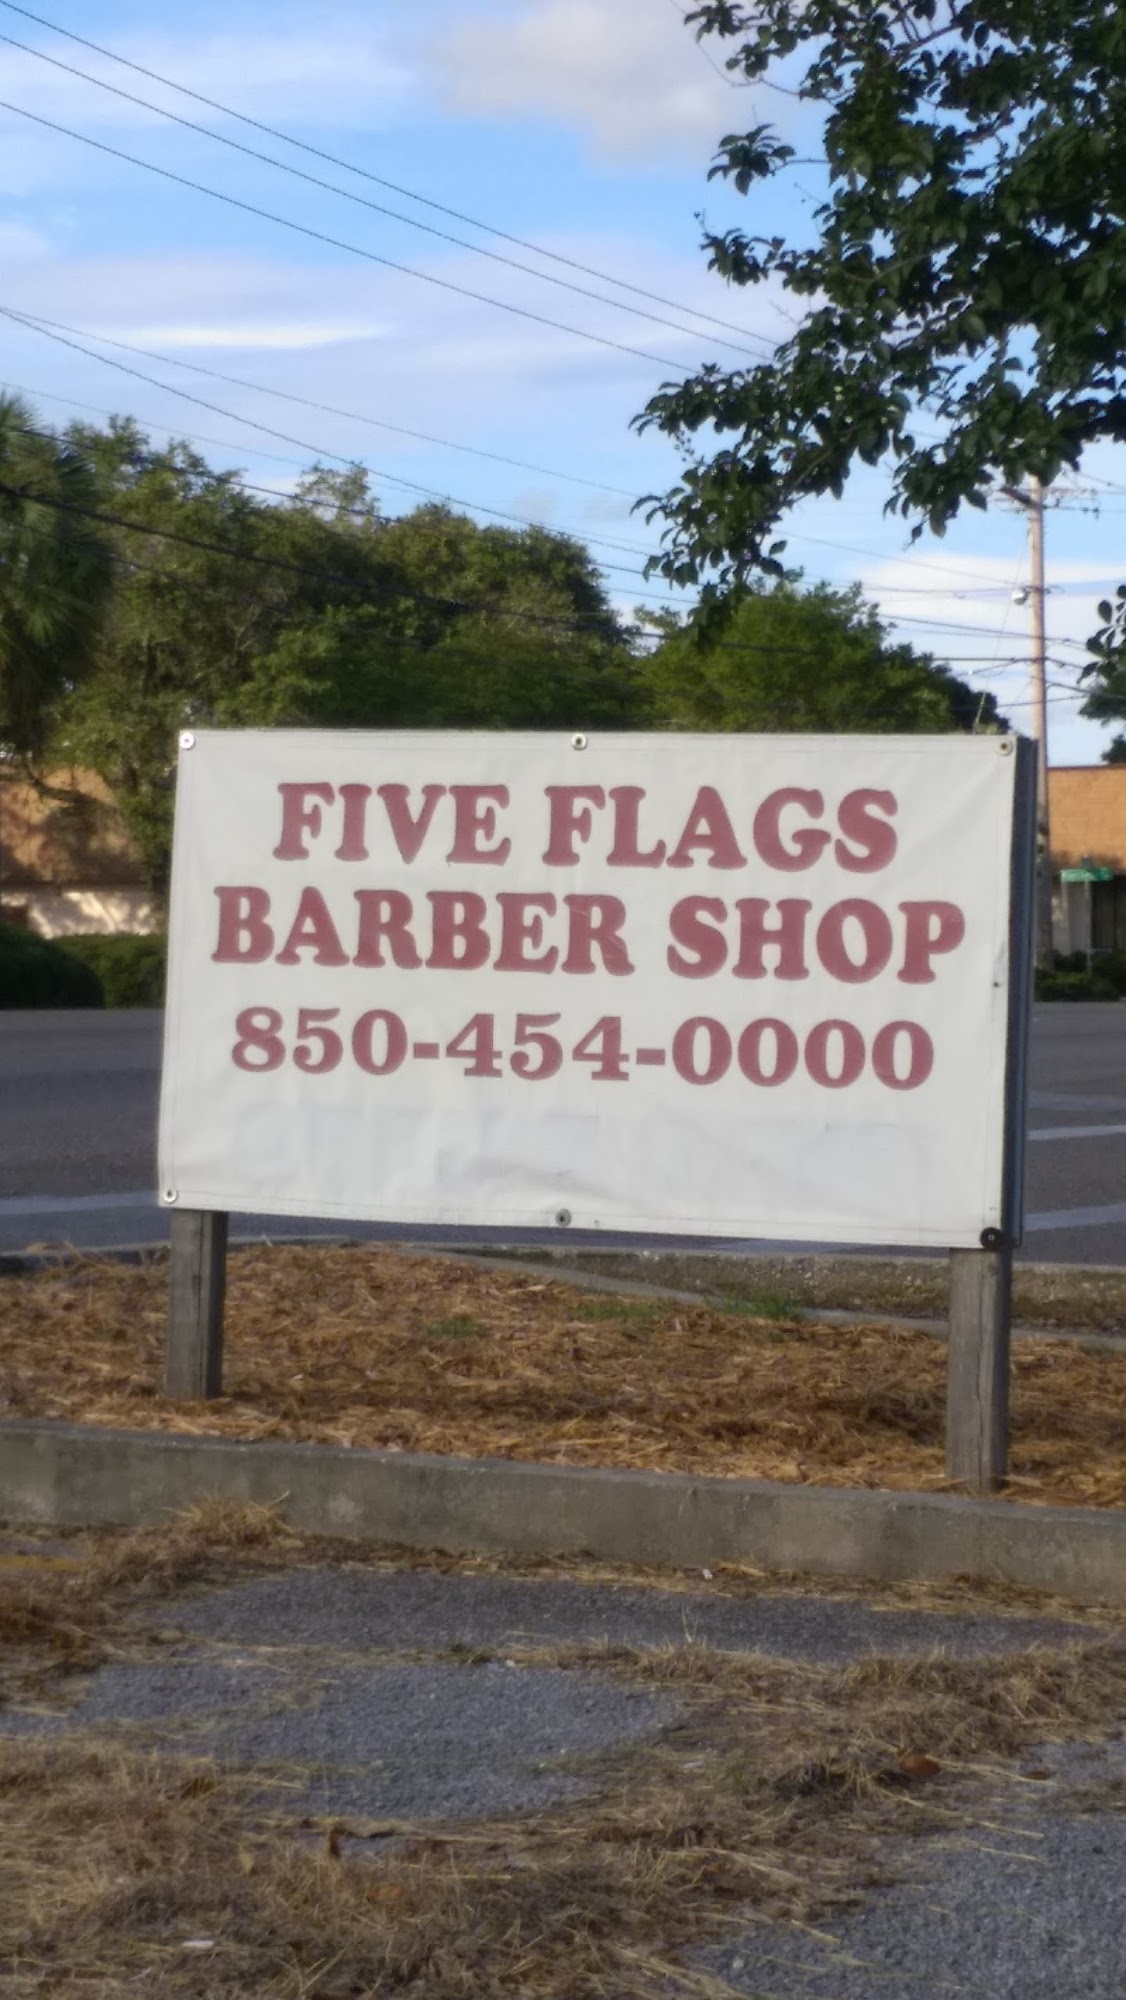 FIVE FLAGS
BARBER SHOP
850-454-0000